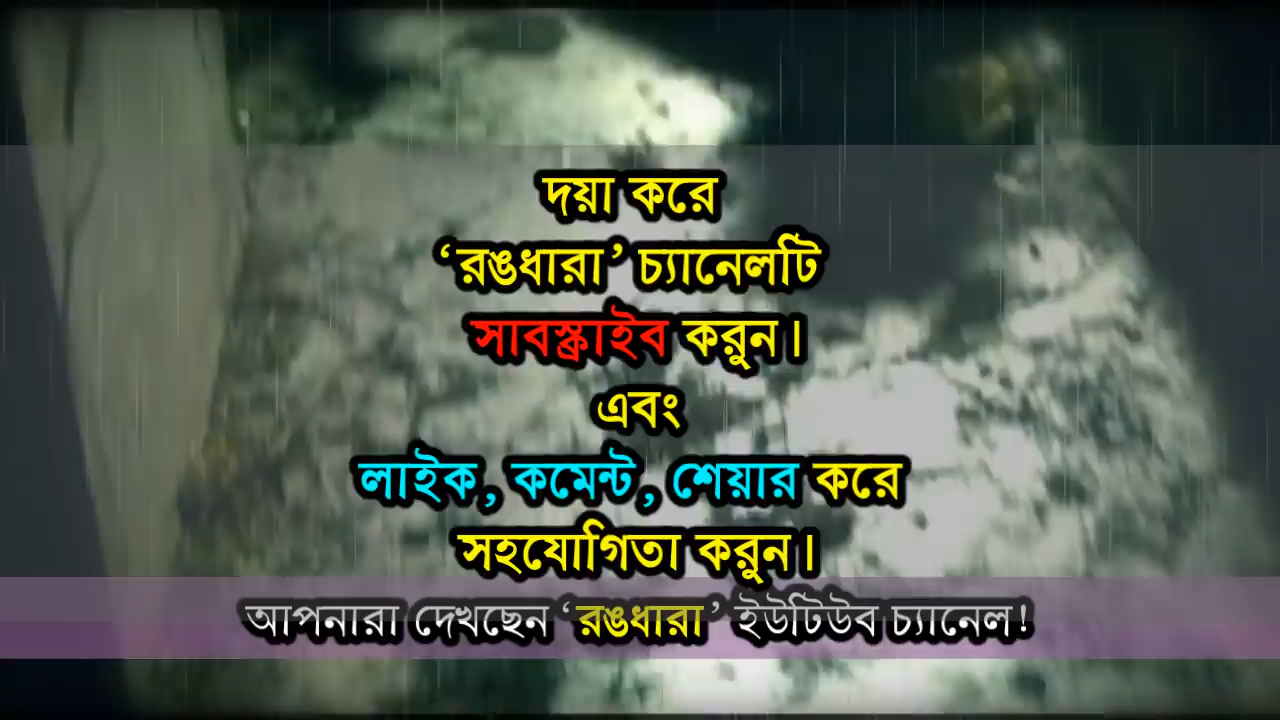 দয়া করে
‘রঙধারা’ চ্যানেলটি
সাবস্ক্রাইব করুন।
এবং
লাইক, কমেন্ট, শেয়ার করে
সহযোগিতা করুন।
আপনারা দেখছেন ‘রঙধারা’ ইউটিউব চ্যানেল!